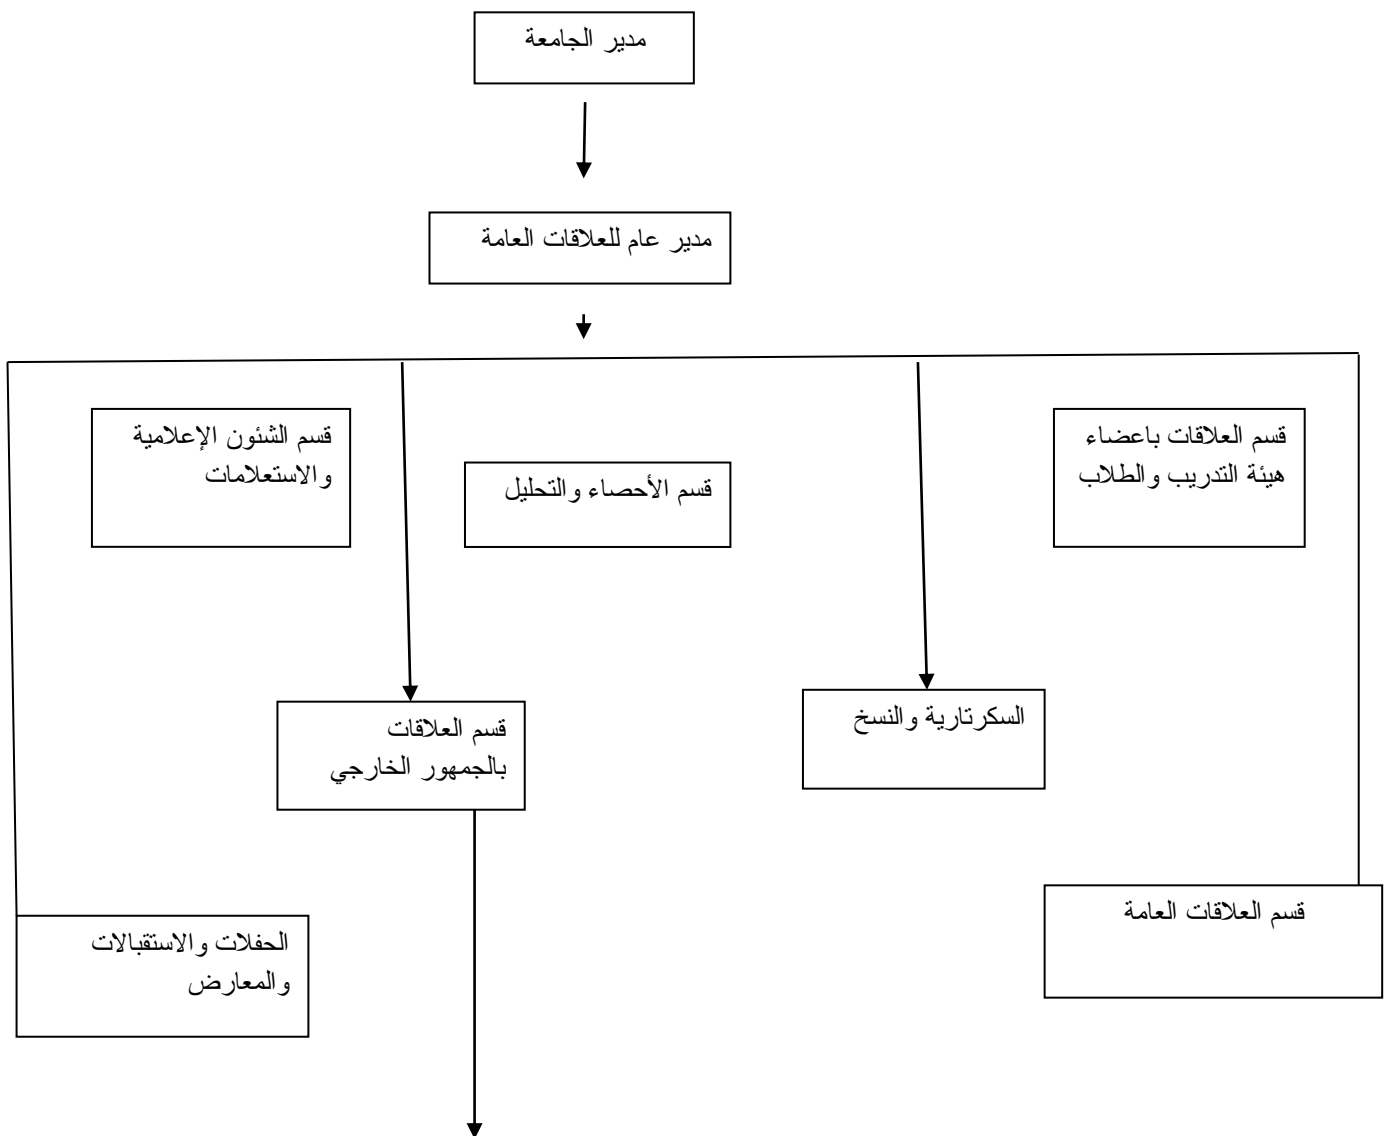 مدير الجامعة
مدير عام للعلاقات العامة
قسم العلاقات باعضاء
هيئة التدريب والطلاب
قسم الأحصاء والتحليل
قسم الشئون الإعلامية
والاستعلامات
السكرتارية والنسخ
قسم العلاقات
بالجمهور الخارجي
قسم العلاقات العامة
الحفلات والاستقبالات
والمعارض